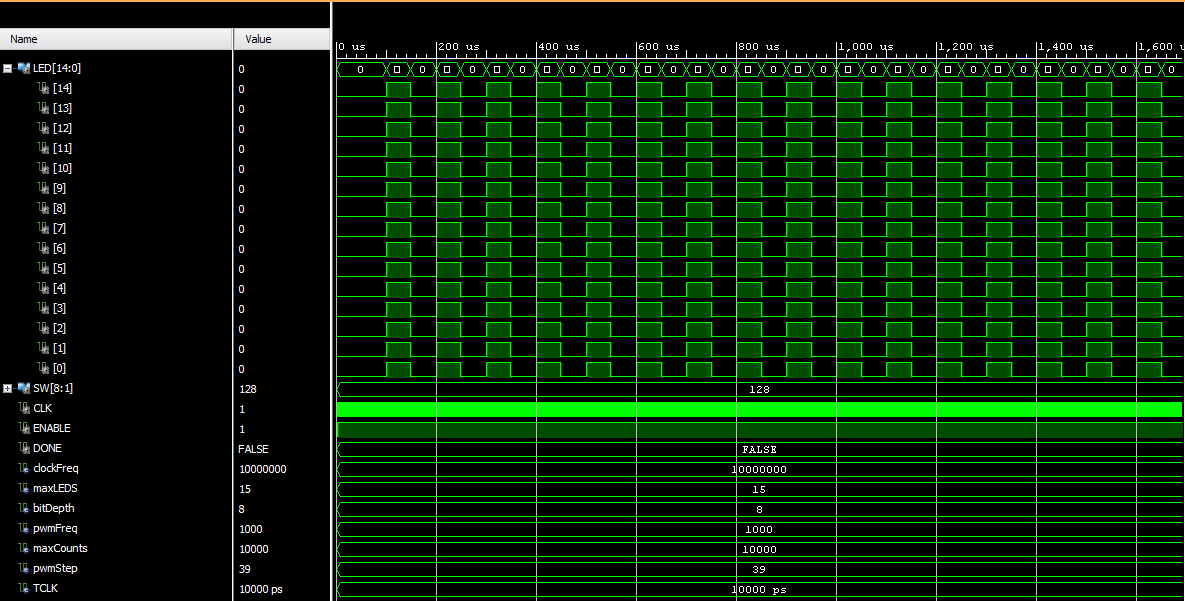 Name Value 0 us 200 us 400 us 600 us 800 us 1,000 us 1,200 us 1,400 us 1,600 u
LED[14:0] 0 0 □ 0 □ 0 □ 0 □ 0 □ 0 □ 0 □ 0 □ 0 □ 0 □ 0 □ 0 □ 0 □ 0 □ 0 □ 0 □ 0
[14] 0
[13] 0
[12] 0
[11] 0
[10] 0
[9] 0
[8] 0
[7] 0
[6] 0
[5] 0
[4] 0
[3] 0
[2] 0
[1] 0
[0] 0
SW[8:1] 128 128
CLK 1
ENABLE 1
DONE FALSE FALSE
clockFreq 10000000 10000000
maxLEDS 15 15
bitDepth 8 8
pwmFreq 1000 1000
maxCounts 10000 10000
pwmStep 39 39
TCLK 10000 ps 10000 ps